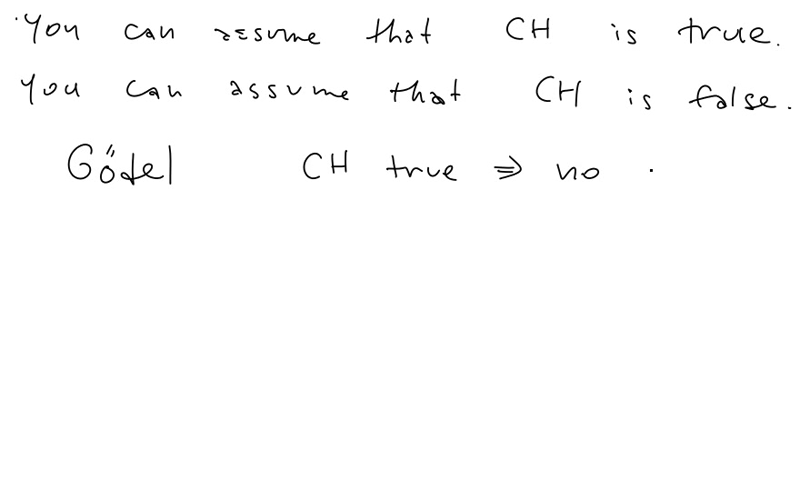 You can assume that CH is true.
You can assume that CH is false.
Gödel CH true ⇒ no